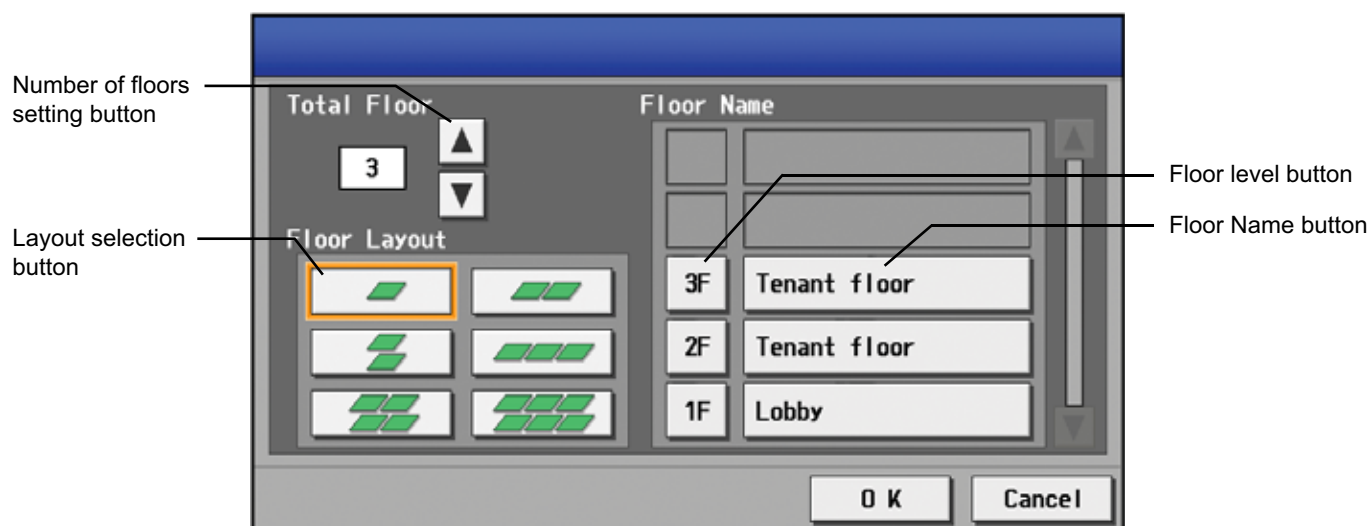 Number of floors
setting button
Total Floor
3
Layout selection
button
Floor Layout
Floor Name
3F Tenant floor
2F Tenant floor
1F Lobby
Floor level button
Floor Name button
O K
Cancel